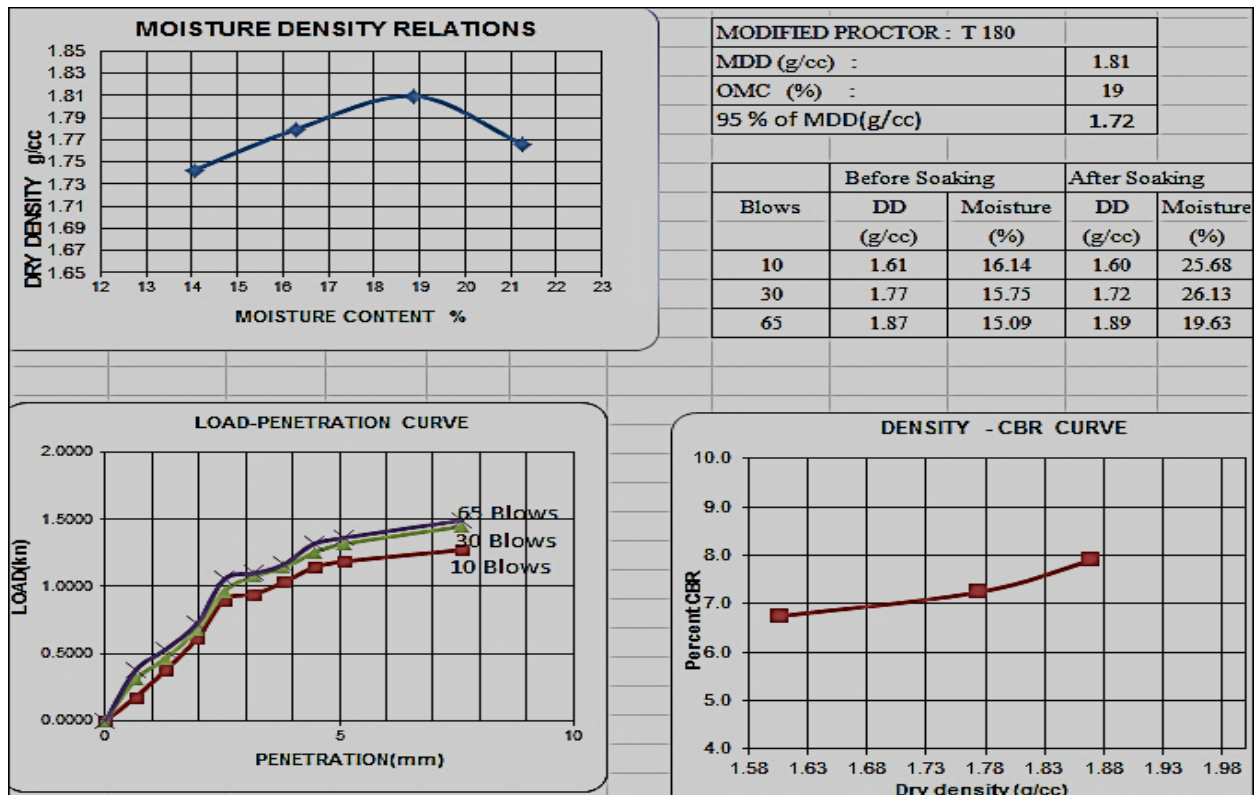 MOISTURE DENSITY RELATIONS
DRY DENSITY g/cc
1.85
1.83
1.81
1.79
1.77
1.75
1.73
1.71
1.69
1.67
1.65
12 13 14 15 16 17 18 19 20 21 22 23
MOISTURE CONTENT %
MODIFIED PROCTOR : T 180
MDD (g/cc) : 1.81
OMC (%) : 19
95 % of MDD(g/cc) 1.72
Before Soaking After Soaking
Blows DD Moisture DD Moisture
(g/cc) (%) (g/cc) (%)
10 1.61 16.14 1.60 25.68
30 1.77 15.75 1.72 26.13
65 1.87 15.09 1.89 19.63
LOAD-PENETRATION CURVE
LOAD(kn)
2.0000
1.5000
1.0000
0.5000
0.0000
65 Blows
30 Blows
10 Blows
0 5 10
PENETRATION(mm)
DENSITY - CBR CURVE
Percent CBR
10.0
9.0
8.0
7.0
6.0
5.0
4.0
1.58 1.63 1.68 1.73 1.78 1.83 1.88 1.93 1.98
Dry density (g/cc)